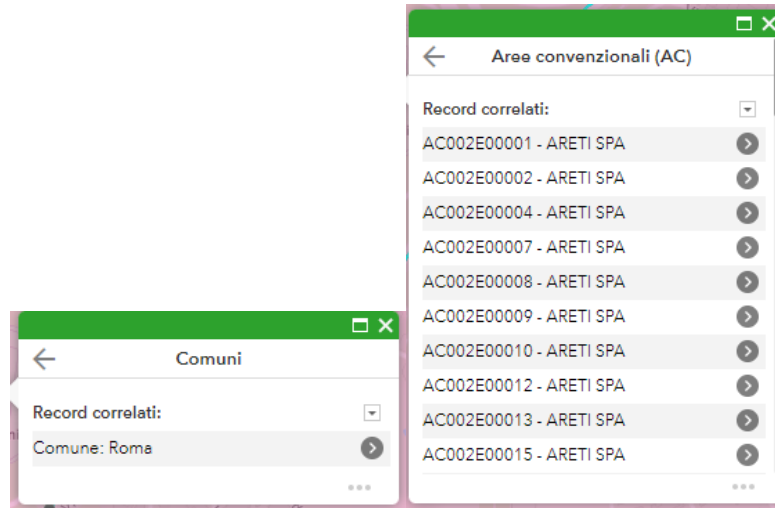 Comuni
Record correlati:
Comune: Roma
Aree convenzionali (AC)
Record correlati:
AC002E00001 - ARETI SPA
AC002E00002 - ARETI SPA
AC002E00004 - ARETI SPA
AC002E00007 - ARETI SPA
AC002E00008 - ARETI SPA
AC002E00009 - ARETI SPA
AC002E00010 - ARETI SPA
AC002E00012 - ARETI SPA
AC002E00013 - ARETI SPA
AC002E00015 - ARETI SPA